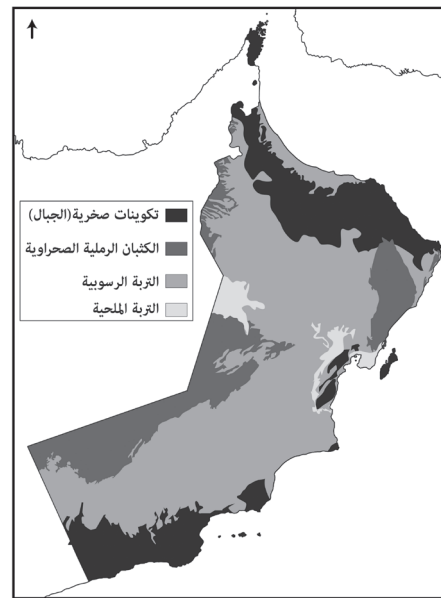 تكوينات صخرية(الجبال)
الكثبان الرملية الصحراوية
التربة الرسوبية
التربة الملحية